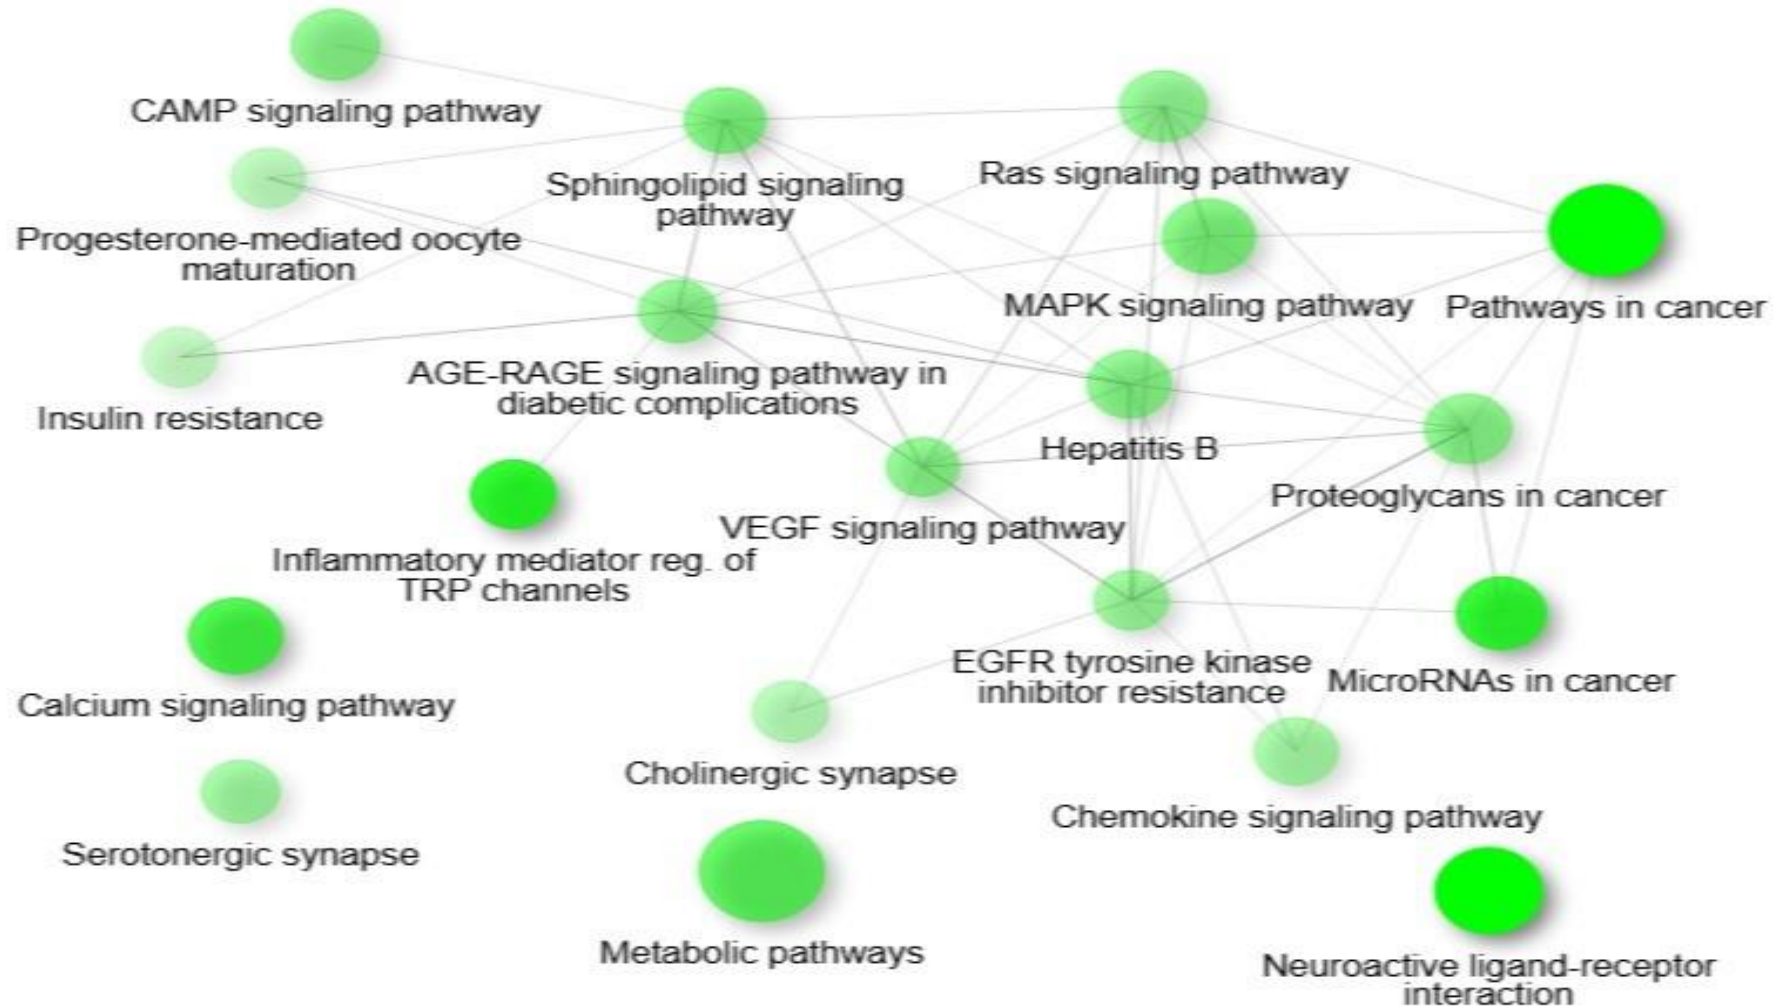 CAMP signaling pathway
Sphingolipid signaling
pathway
Ras signaling pathway
Progesterone-mediated oocyte
maturation
MAPK signaling pathway
Pathways in cancer
AGE-RAGE signaling pathway in
diabetic complications
Insulin resistance
Hepatitis B
Proteoglycans in cancer
VEGF signaling pathway
Inflammatory mediator reg. of
TRP channels
EGFR tyrosine kinase
inhibitor resistance
MicroRNAs in cancer
Calcium signaling pathway
Cholinergic synapse
Chemokine signaling pathway
Serotonergic synapse
Metabolic pathways
Neuroactive ligand-receptor
interaction